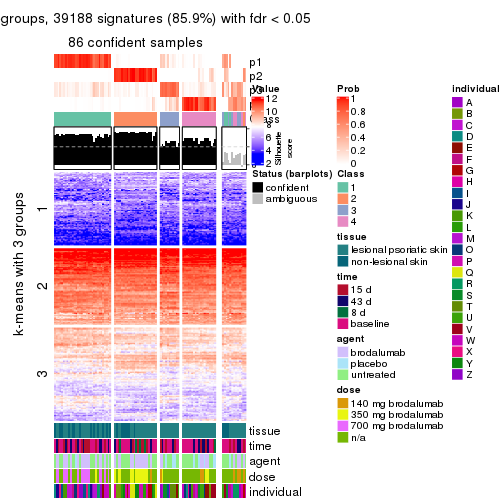 groups, 39188 signatures (85.9%) with fdr < 0.05
86 confident samples
p1
p2
p3
k-means with 3 groups
1
2
3
Value
12
10
8
6
4
2
Silhouette
score
Status (barplots)
confident
ambiguous
Prob
1
0.8
0.6
0.4
0.2
0
Class
1
2
3
4
tissue
lesional psoriatic skin
non-lesional skin
time
15 d
43 d
8 d
baseline
agent
brodalumab
placebo
untreated
dose
140 mg brodalumab
350 mg brodalumab
700 mg brodalumab
n/a
individual
A
B
C
D
E
F
G
H
I
J
K
L
M
O
P
Q
R
S
T
U
V
W
X
Y
Z
tissue
time
agent
dose
individual